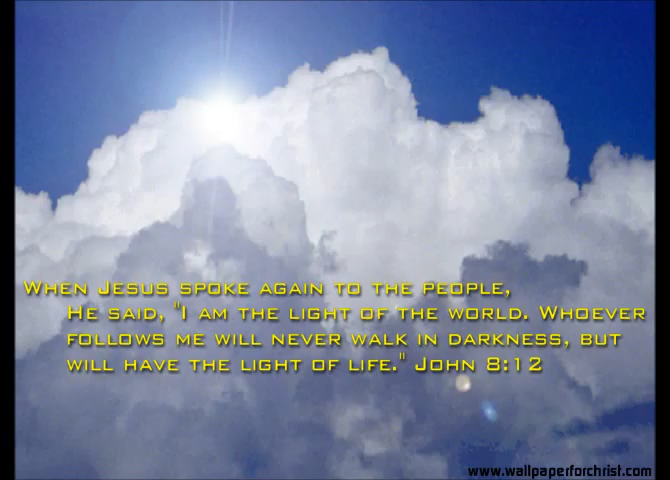 When Jesus spoke again to the people,
He said, "I am the light of the world. Whoever
follows me will never walk in darkness, but
will have the light of life." John 8:12
www.wallpaperforchrist.com